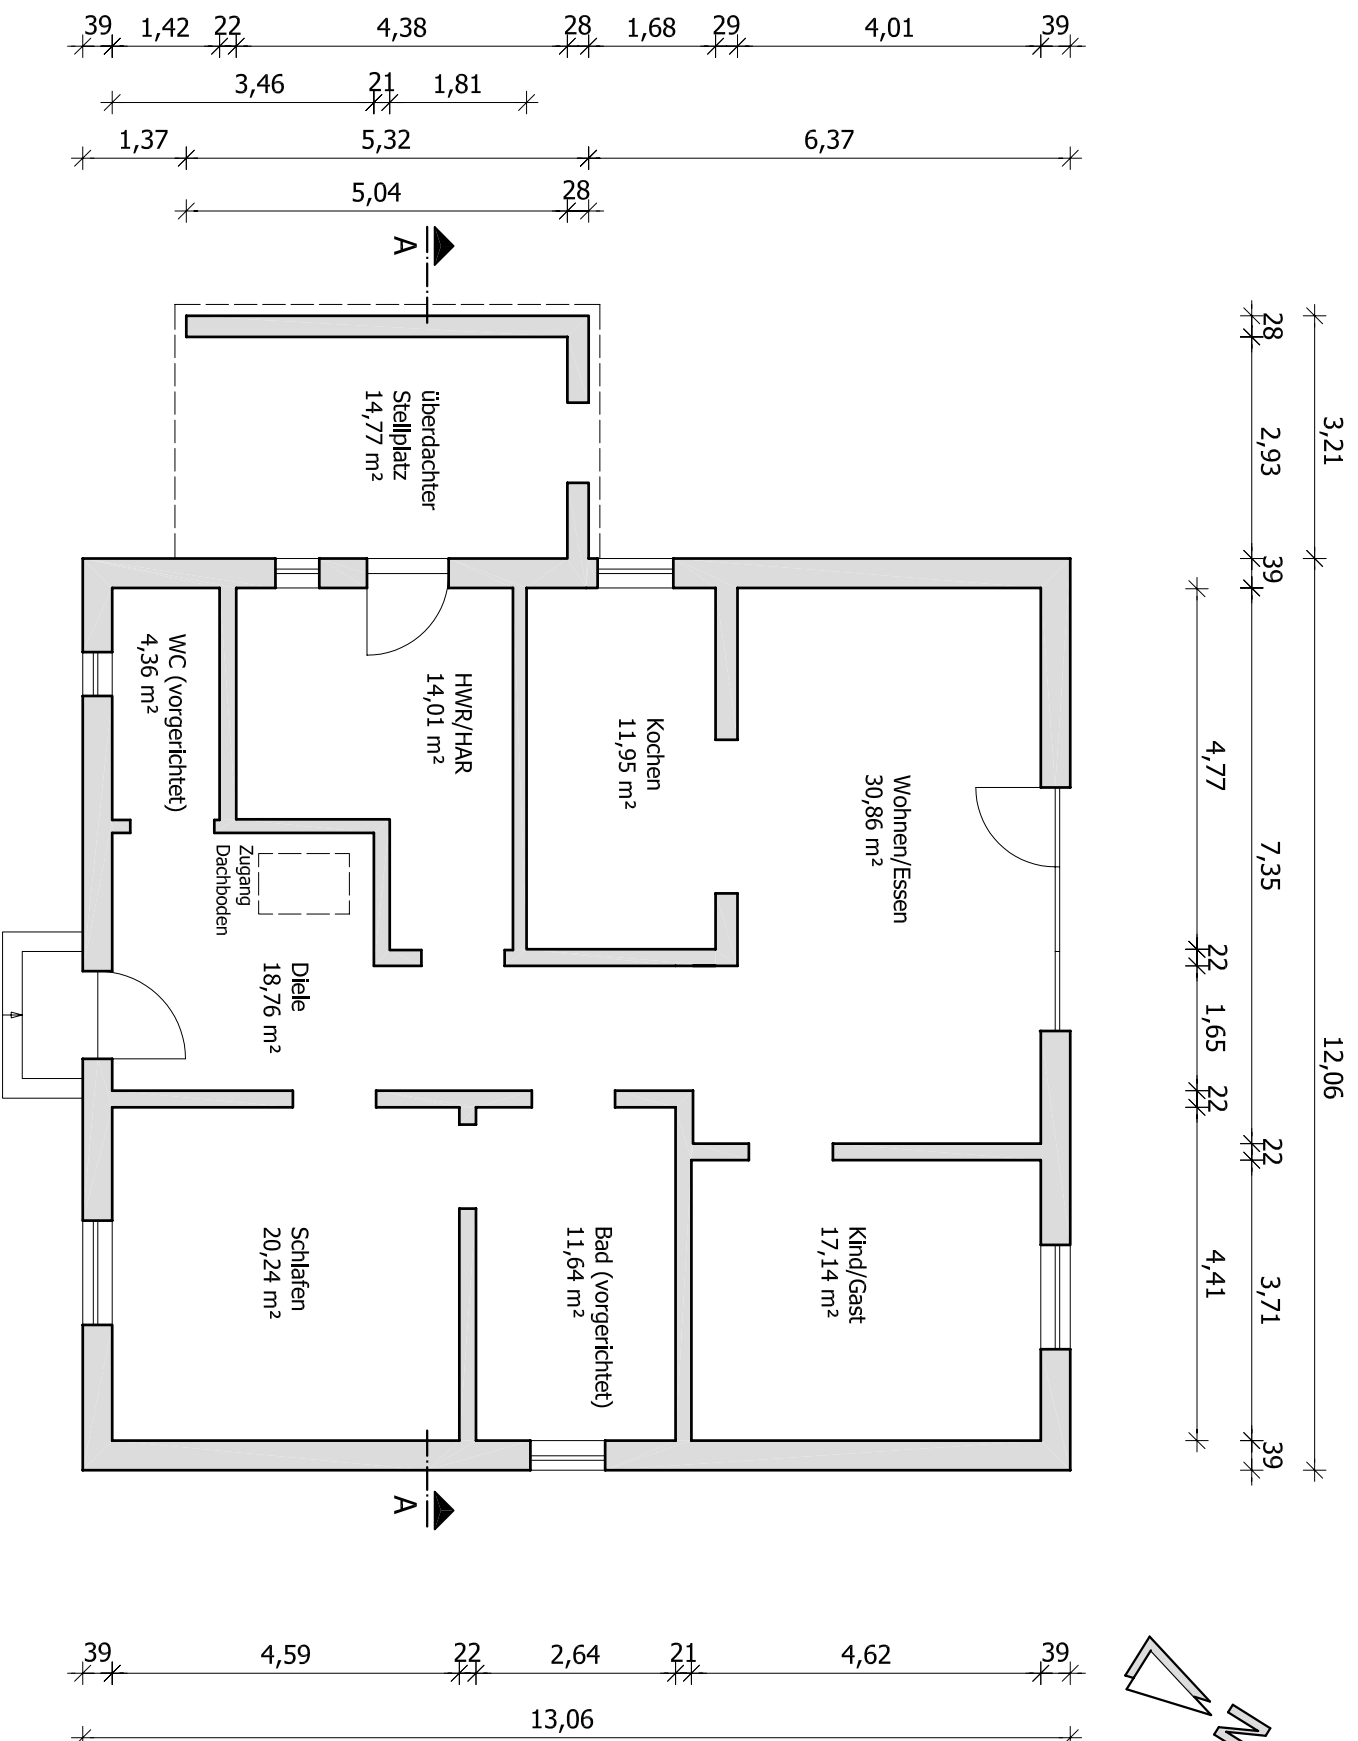 39 1,42 22 4,38 28 1,68 29 4,01 39
3,46 21 1,81
1,37 5,32 6,37
5,04 28
A
überdachter
Stellplatz
14,77 m²
WC (vorgerichtet)
4,36 m²
HWR/HAR
14,01 m²
Kochen
11,95 m²
Wohnen/Essen
30,86 m²
Zugang
Dachboden
Diele
18,76 m²
Schlafen
20,24 m²
Bad (vorgerichtet)
11,64 m²
Kind/Gast
17,14 m²
A
3,21 12,06
28 2,93 39 7,35 22 3,71 39
4,77 22 1,65 22 4,41
39 4,59 22 2,64 21 4,62 39
13,06
N